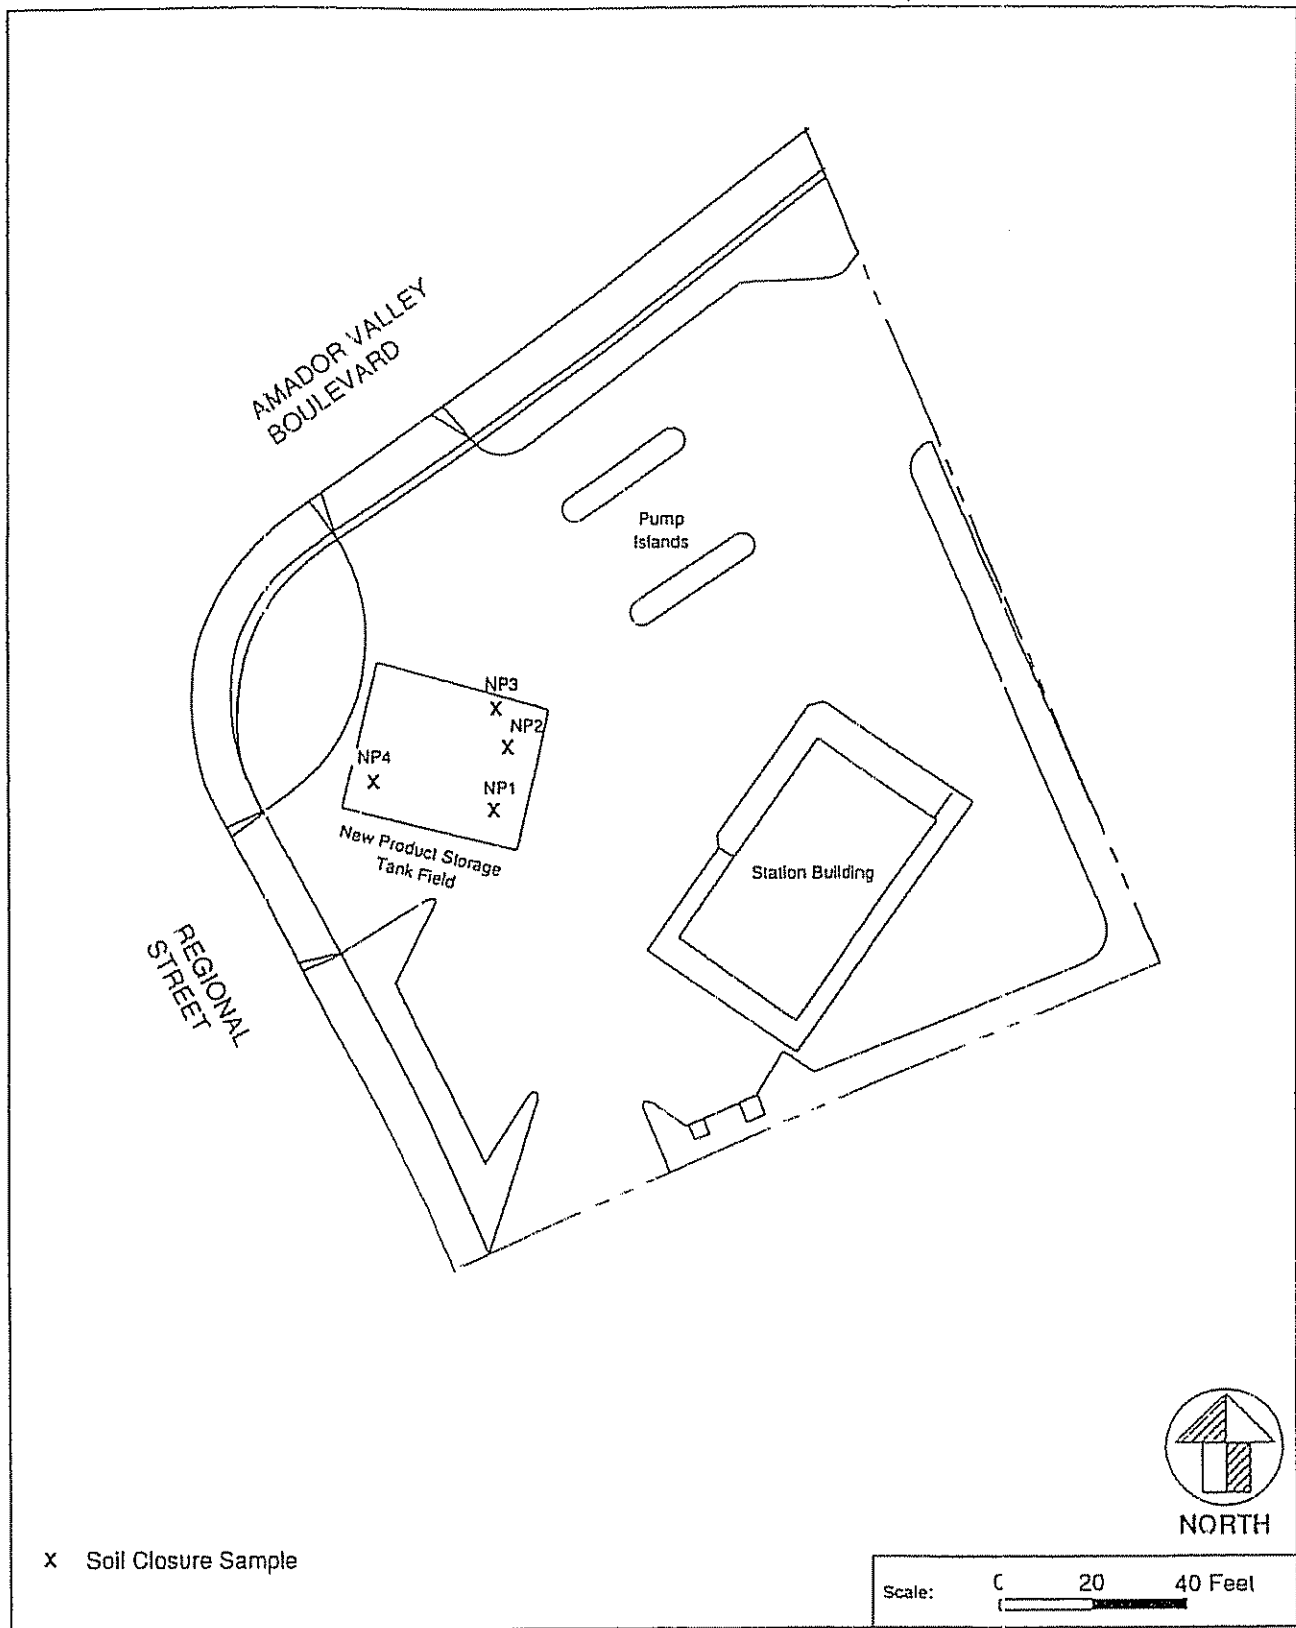 AMADOR VALLEY
BOULEVARD
Pump
Islands
NP3
X
NP2
X
NP4
X
NP1
X
New Product Storage
Tank Field
Station Building
REGIONAL
STREET
NORTH
X Soil Closure Sample
Scale: 0 20 40 Feet